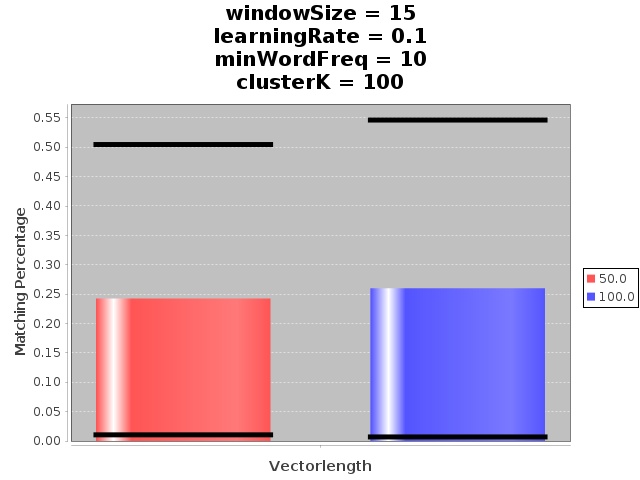 windowSize = 15
learningRate = 0.1
minWordFreq = 10
clusterK = 100
0.55
0.50
0.45
0.40
0.35
0.30
0.25
0.20
0.15
0.10
0.05
0.00
Matching Percentage
Vectorlength
50.0
100.0